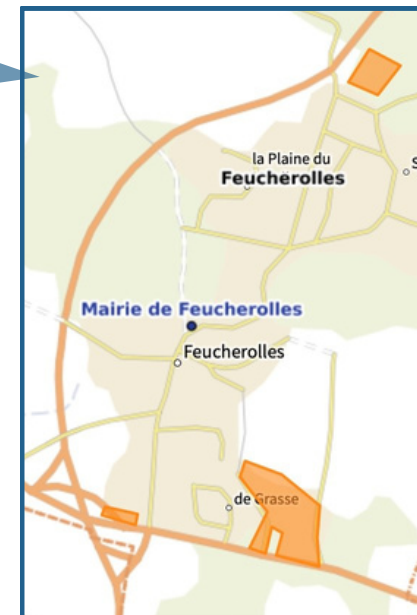 la Plaine du
Feucherolles
S
Mairie de Feucherolles
Feucherolles
de Grasse